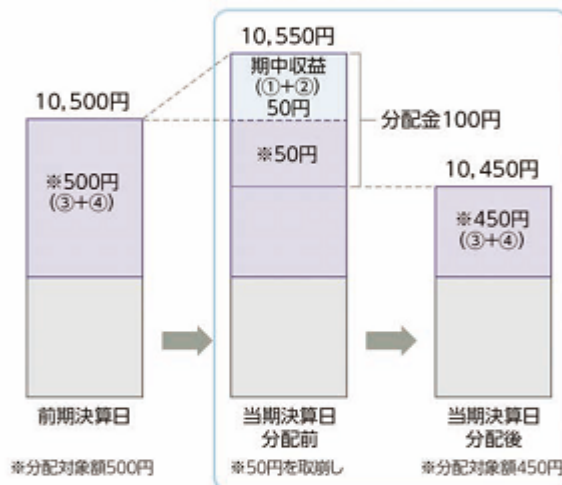 10,550円
期中収益
(①+②)
50円
10,500円
分配金100円
※50円
※500円
(③+④)
10,450円
※450円
(③+④)
前期決算日
当期決算日
分配前
当期決算日
分配後
※分配対象額500円
※50円を取崩し
※分配対象額450円